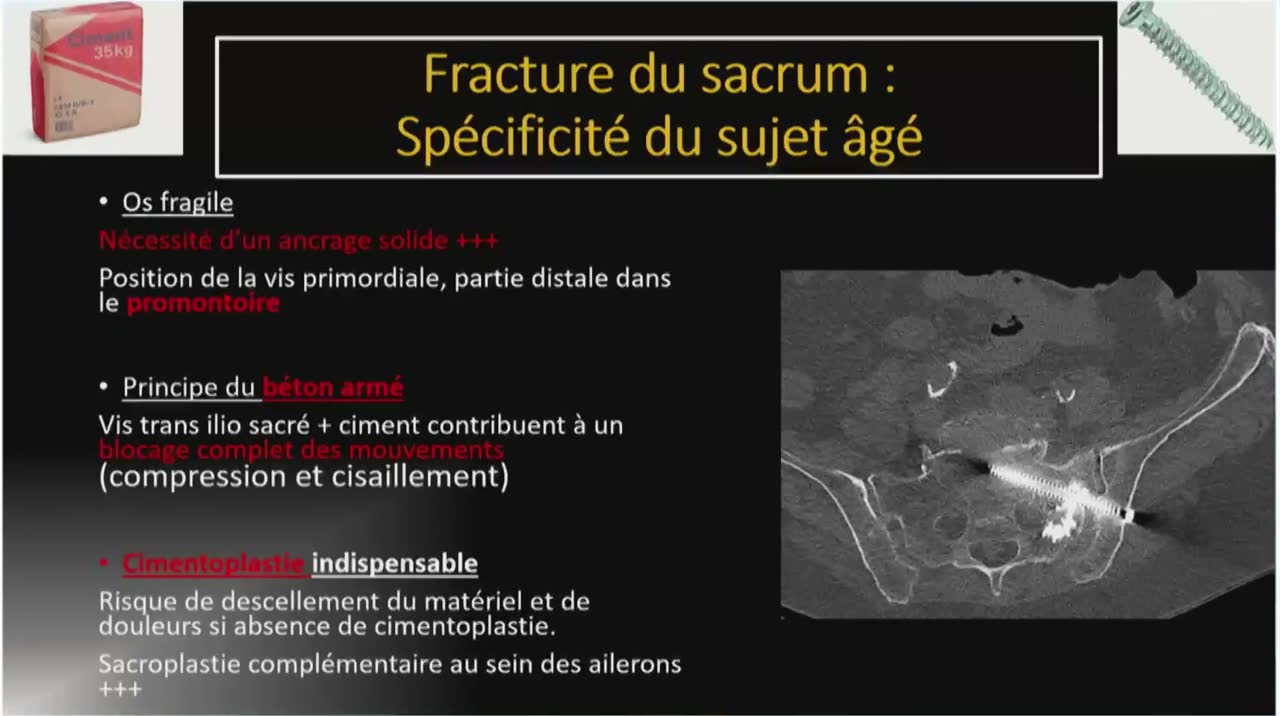 Ciment
35kg
Fracture du sacrum :
Spécificité du sujet âgé
• Os fragile
Nécessité d'un ancrage solide +++
Position de la vis primordiale, partie distale dans
le promontoire
• Principe du béton armé
Vis trans ilio sacré + ciment contribuent à un
blocage complet des mouvements
(compression et cisaillement)
• Cimentoplastie indispensable
Risque de descellement du matériel et de
douleurs si absence de cimentoplastie.
Sacroplastie complémentaire au sein des ailerons
+++